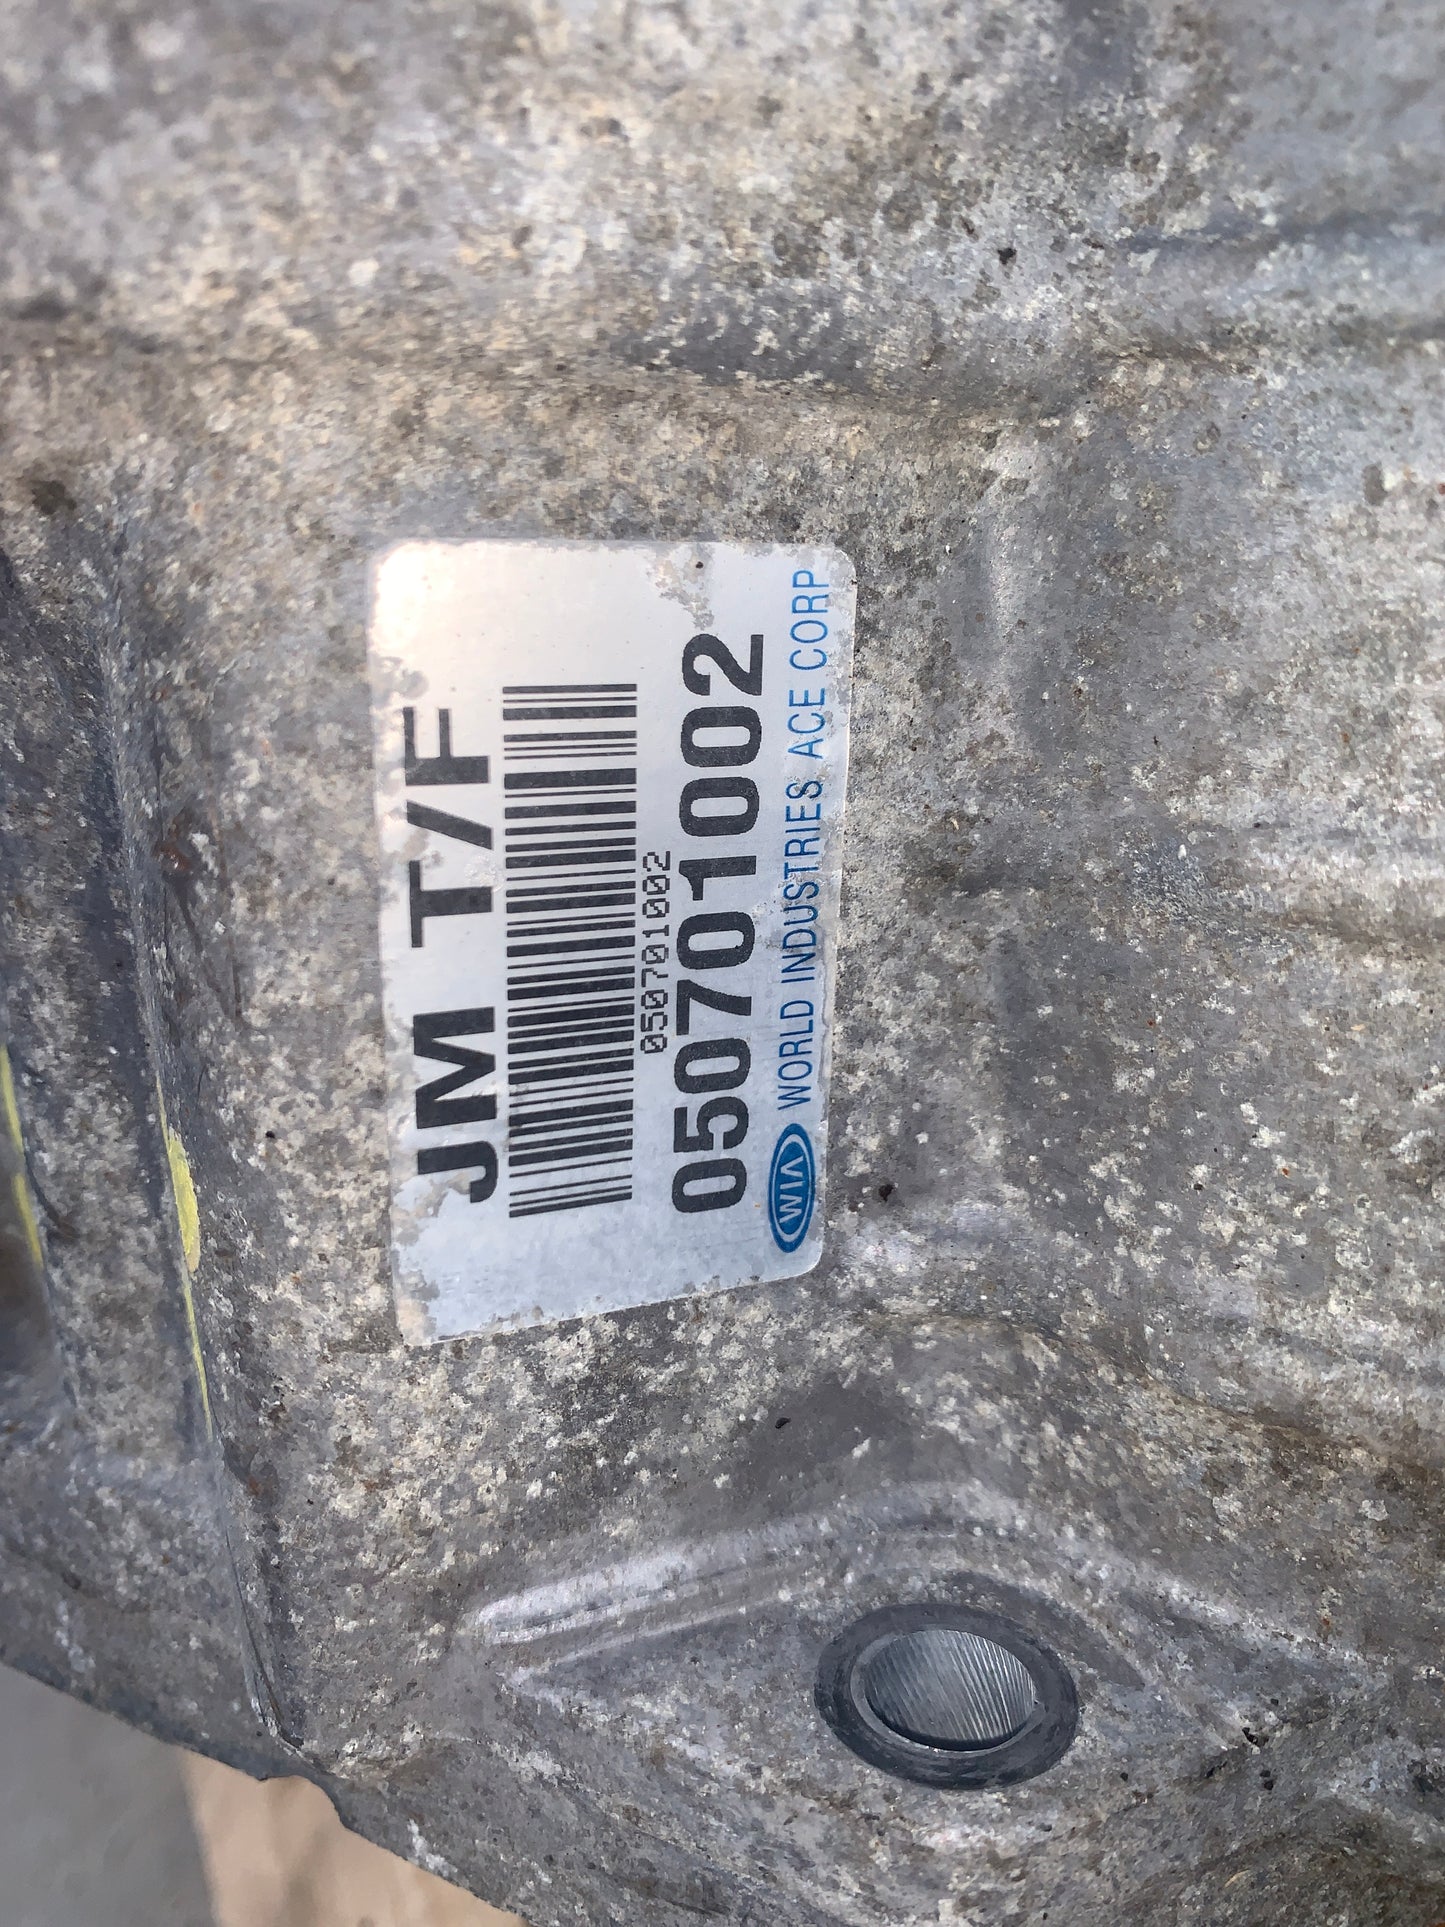 JM T/F
050701002
050701002
WIA WORLD INDUSTRIES ACE CORP